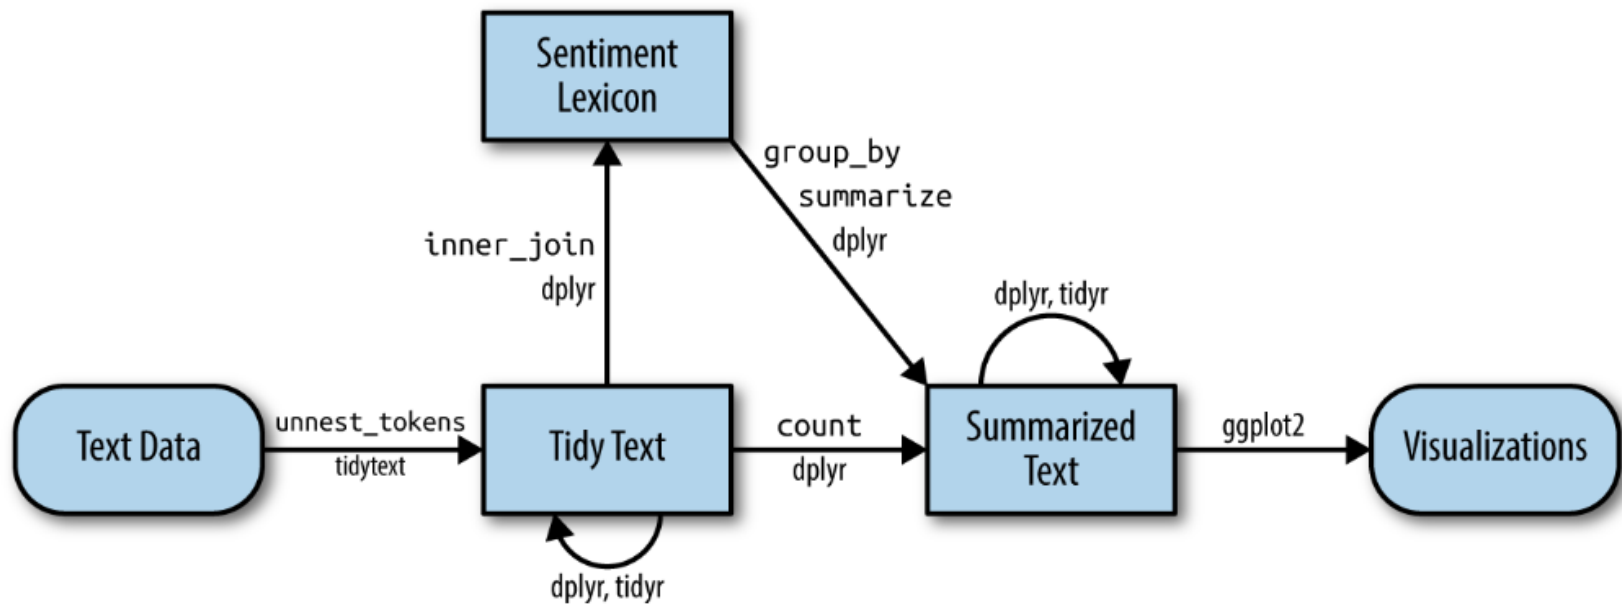 Sentiment
Lexicon
group_by
summarize
dplyr
inner_join
dplyr
dplyr, tidyr
Text Data
unnest_tokens
tidytext
Tidy Text
count
dplyr
Summarized
Text
ggplot2
Visualizations
dplyr, tidyr